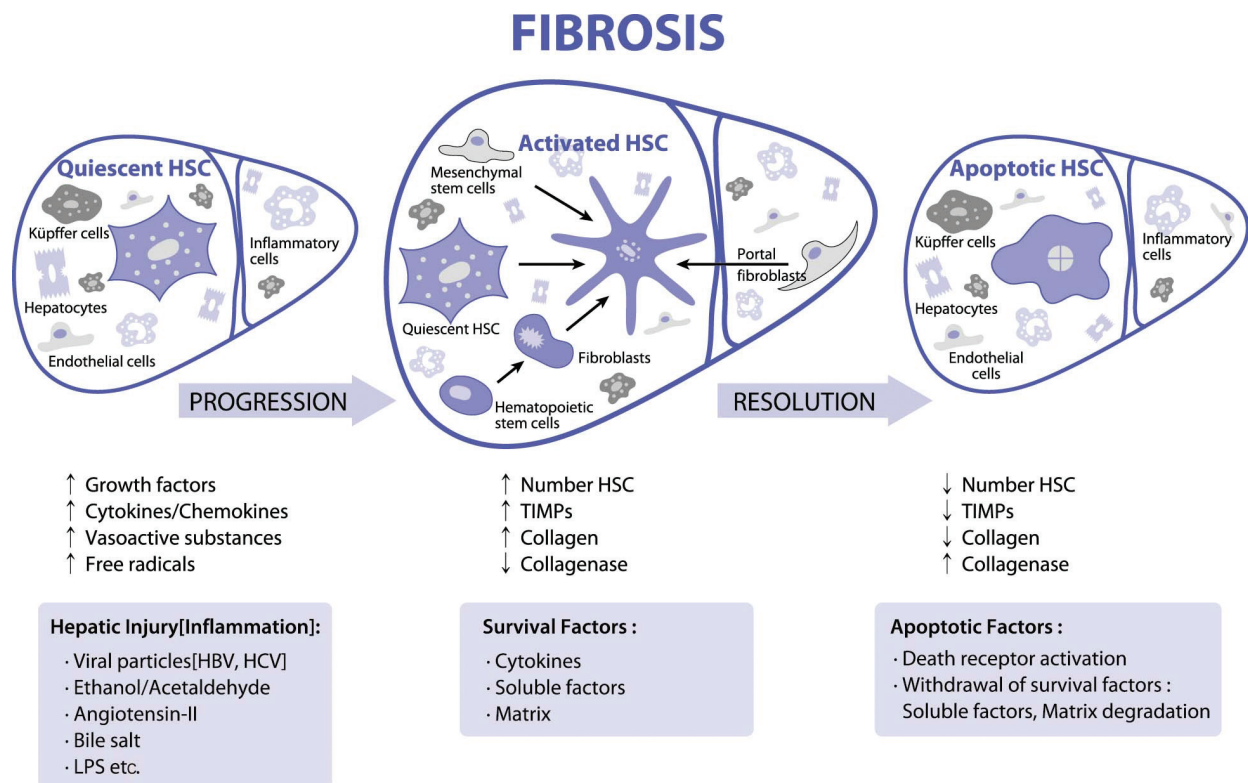 FIBROSIS
Quiescent HSC
Küpffer cells
Inflammatory
cells
Hepatocytes
Endothelial cells
PROGRESSION
Activated HSC
Mesenchymal
stem cells
Portal
fibroblasts
Quiescent HSC
Fibroblasts
Hematopoietic
stem cells
RESOLUTION
Apoptotic HSC
Küpffer cells
Inflammatory
cells
Hepatocytes
Endothelial
cells
↑ Growth factors
↑ Cytokines/Chemokines
↑ Vasoactive substances
↑ Free radicals
↑ Number HSC
↑ TIMPs
↑ Collagen
↓ Collagenase
↓ Number HSC
↓ TIMPs
↓ Collagen
↑ Collagenase
Hepatic Injury[Inflammation]:
· Viral particles[HBV, HCV]
· Ethanol/Acetaldehyde
· Angiotensin-II
· Bile salt
· LPS etc.
Survival Factors :
· Cytokines
· Soluble factors
· Matrix
Apoptotic Factors :
· Death receptor activation
· Withdrawal of survival factors :
Soluble factors, Matrix degradation